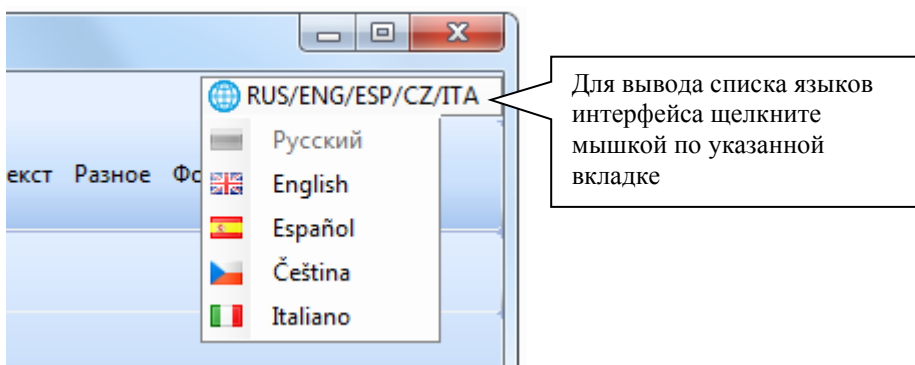 RUS/ENG/ESP/CZ/ITA
Русский
екст Разное Фо
English
Español
Čeština
Italiano
Для вывода списка языков
интерфейса щелкните
мышкой по указанной
вкладке